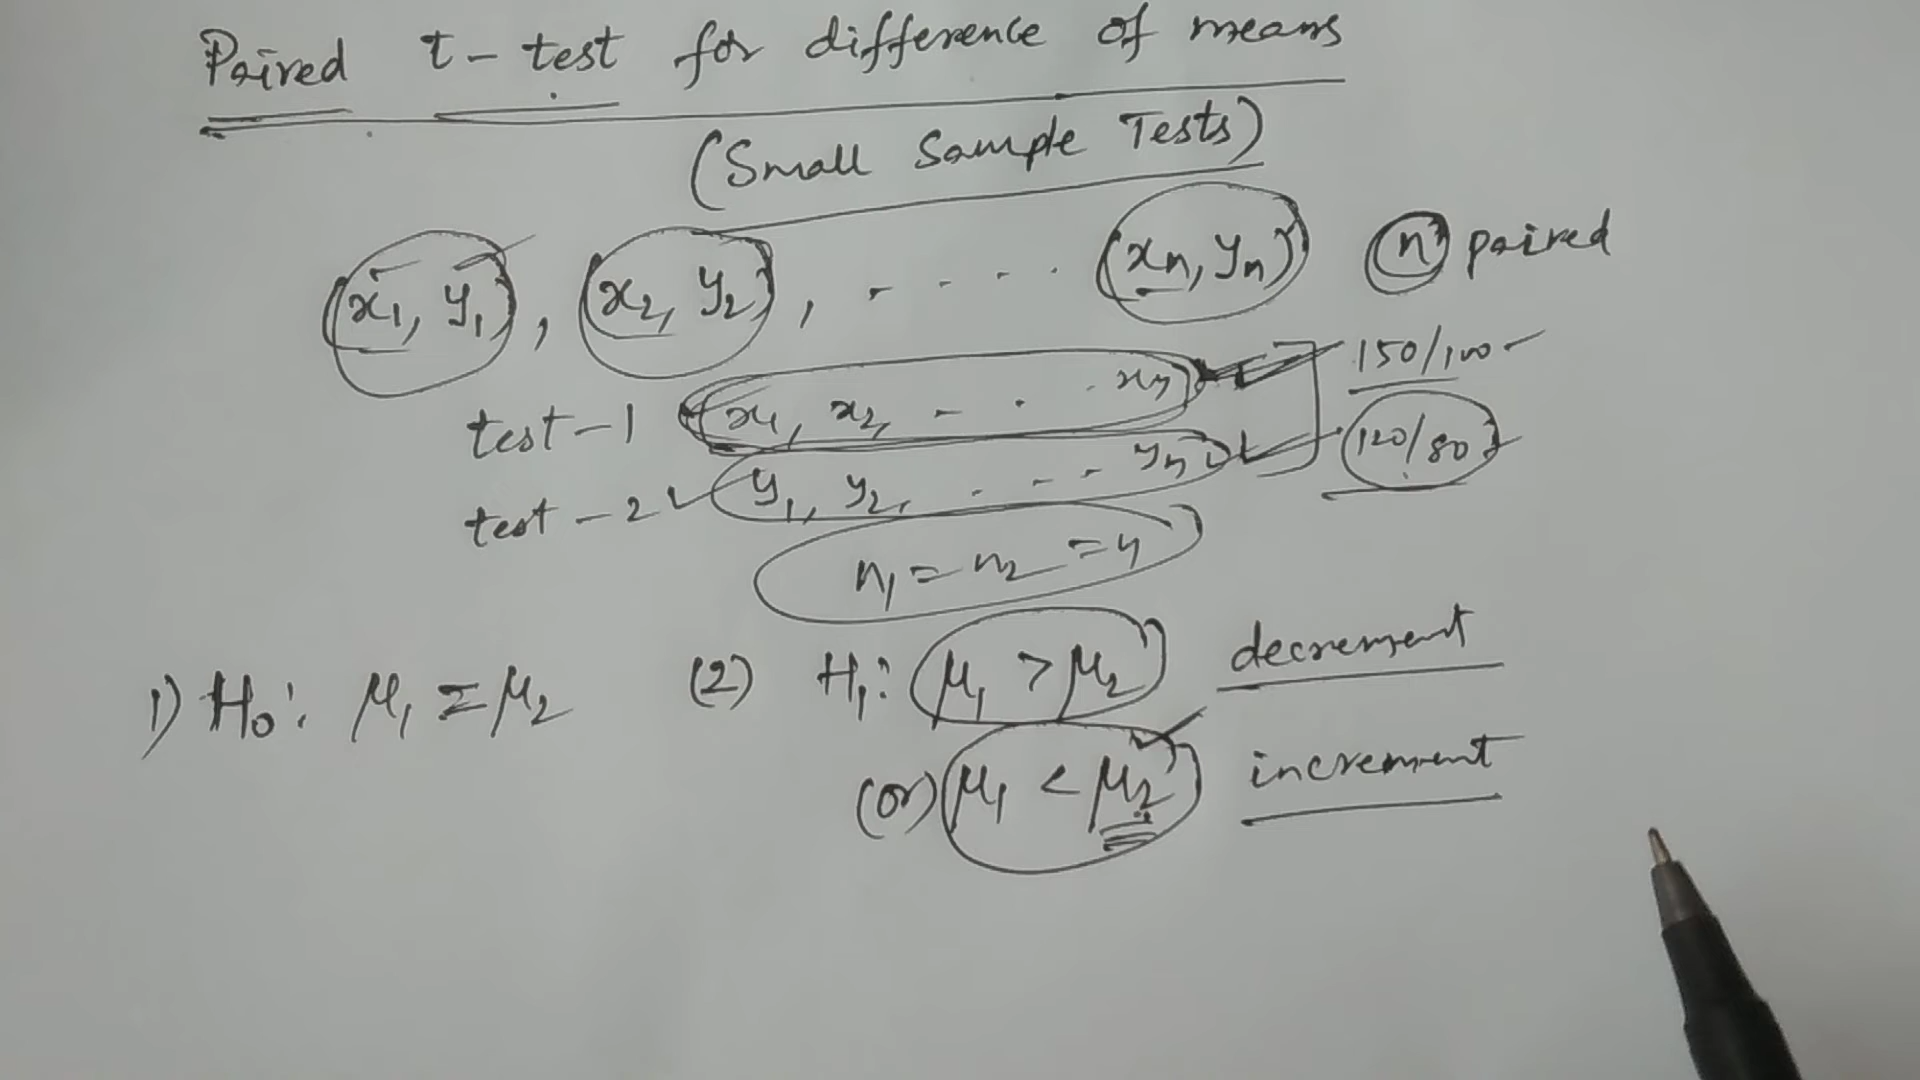 Paired t-test for difference of means
(Small Sample Tests)
(x₁, y₁), (x₂, y₂), - - - - - (xₙ, yₙ) n paired
test-1 x₁, x₂, - . . xₙ 150/100
test-2 y₁, y₂, . - - - yₙ 120/80
n₁ = n₂ = n
1) H₀: μ₁ = μ₂ (2) H₁: μ₁ > μ₂ decrement
(or) μ₁ < μ₂ increment